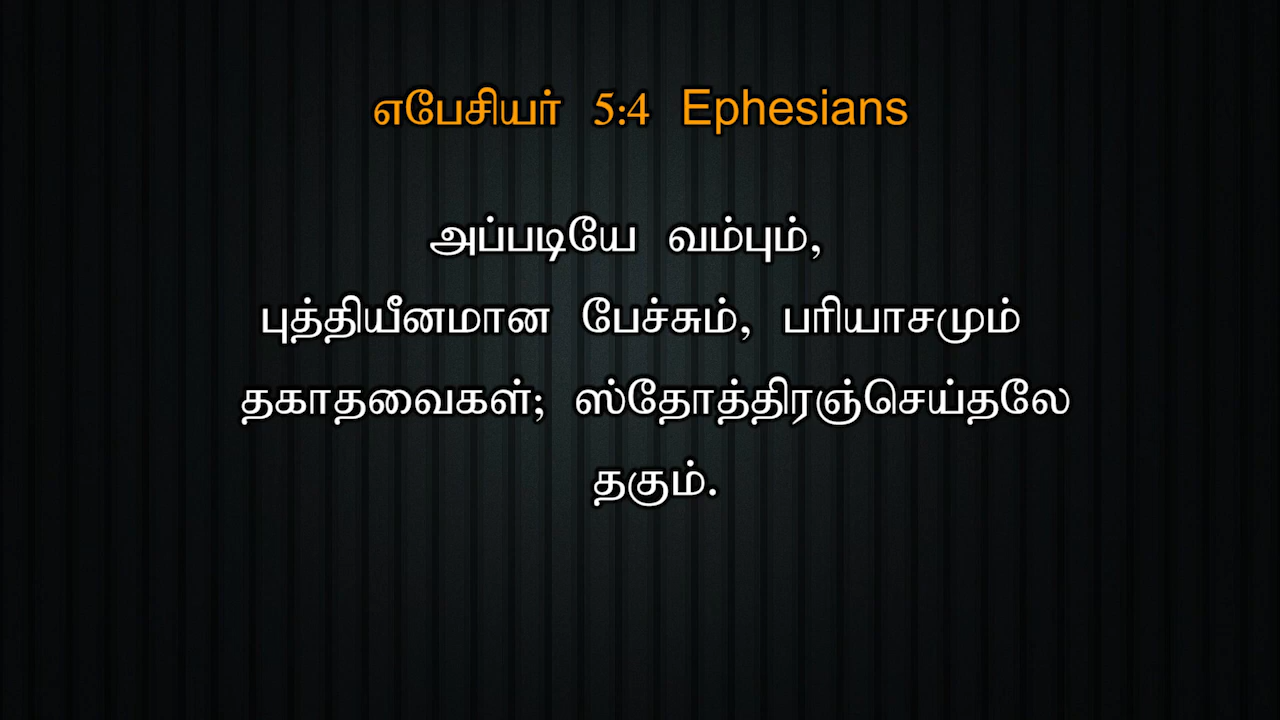 எபேசியர் 5:4 Ephesians
அப்படியே வம்பும்,
புத்தியீனமான பேச்சும், பரியாசமும்
தகாதவைகள்; ஸ்தோத்திரஞ்செய்தலே
தகும்.